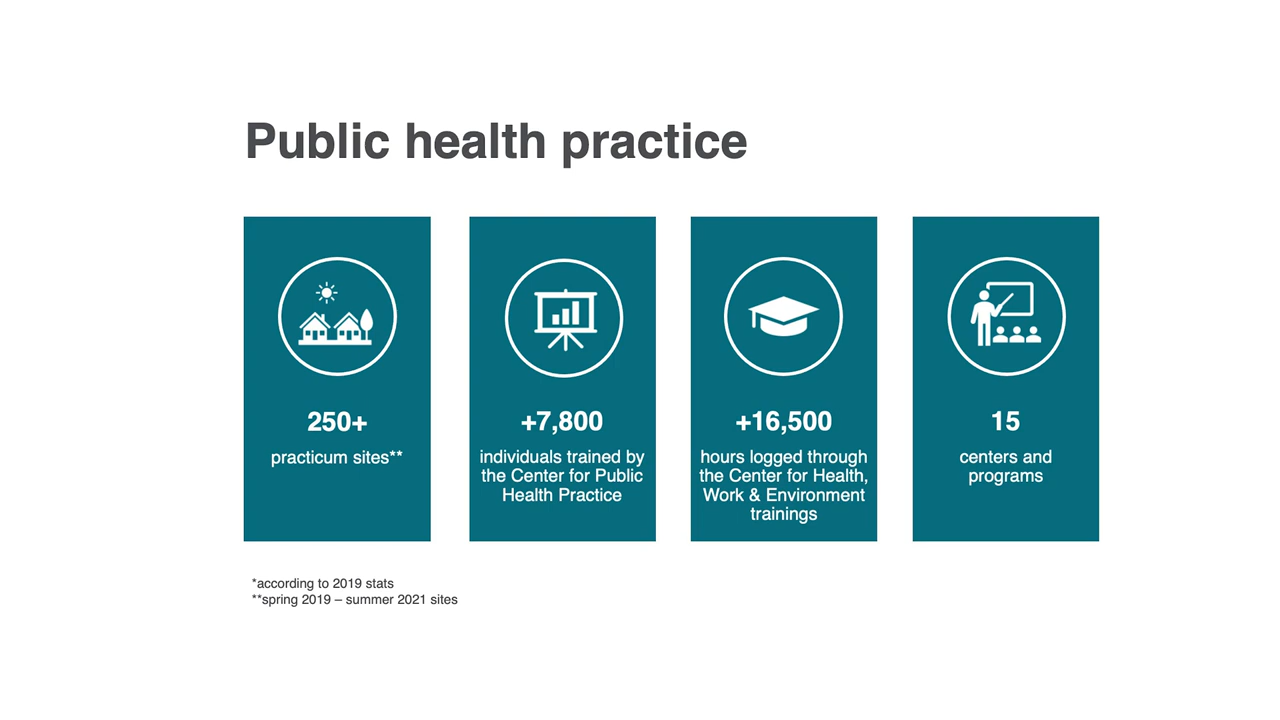 Public health practice
250+
practicum sites**
+7,800
individuals trained by
the Center for Public
Health Practice
+16,500
hours logged through
the Center for Health,
Work & Environment
trainings
15
centers and
programs
*according to 2019 stats
**spring 2019 – summer 2021 sites